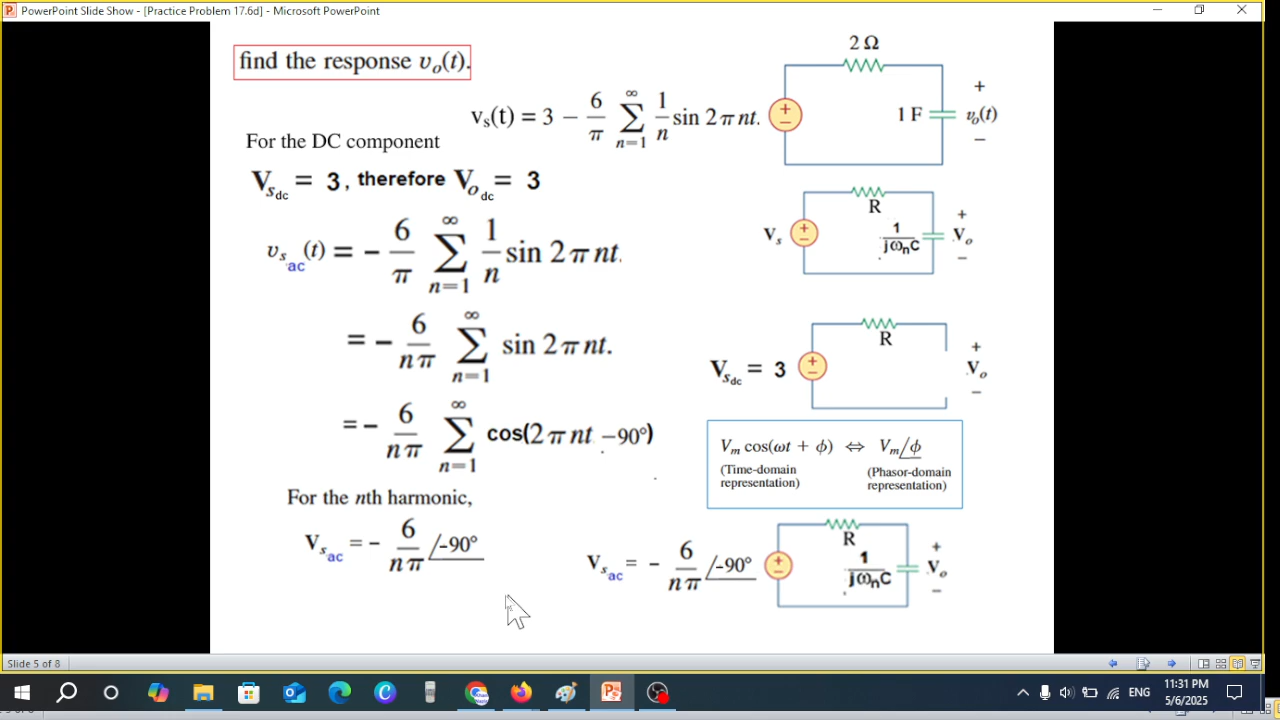 PowerPoint Slide Show - [Practice Problem 17.6d] - Microsoft PowerPoint
find the response v_o(t).
v_s(t) = 3 − 6/π ∑_{n=1}^{∞} 1/n sin 2πnt.
2 Ω
1 F
+
v_o(t)
−
For the DC component
V_{s_dc} = 3, therefore V_{o_dc} = 3
V_s
R
1/jω_nC
+
V_o
−
v_{s_ac}(t) = − 6/π ∑_{n=1}^{∞} 1/n sin 2πnt.
= − 6/nπ ∑_{n=1}^{∞} sin 2πnt.
V_{s_dc} = 3
R
+
V_o
−
= − 6/nπ ∑_{n=1}^{∞} cos(2πnt −90°)
V_m cos(ωt + ϕ) ⇔ V_m/ϕ
(Time-domain
representation)
(Phasor-domain
representation)
For the nth harmonic,
V_{s_ac} = − 6/nπ /−90°
V_{s_ac} = − 6/nπ /−90°
R
1/jω_nC
+
V_o
−
Slide 5 of 8
ENG
11:31 PM
5/6/2025